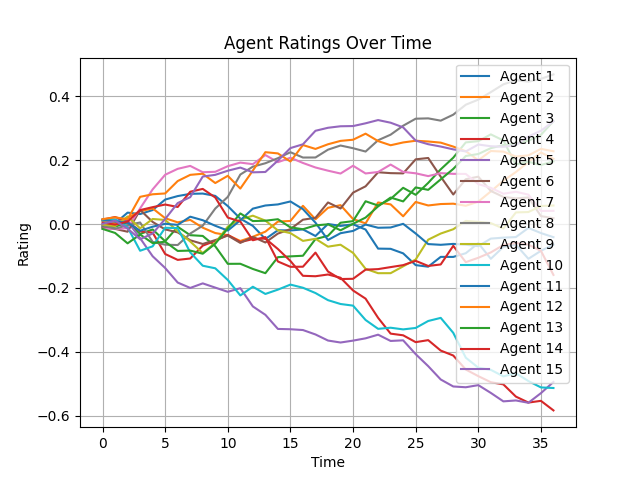 Agent Ratings Over Time
Rating
0.4
0.2
0.0
−0.2
−0.4
−0.6
0
5
10
15
20
25
30
35
Time
Agent 1
Agent 2
Agent 3
Agent 4
Agent 5
Agent 6
Agent 7
Agent 8
Agent 9
Agent 10
Agent 11
Agent 12
Agent 13
Agent 14
Agent 15